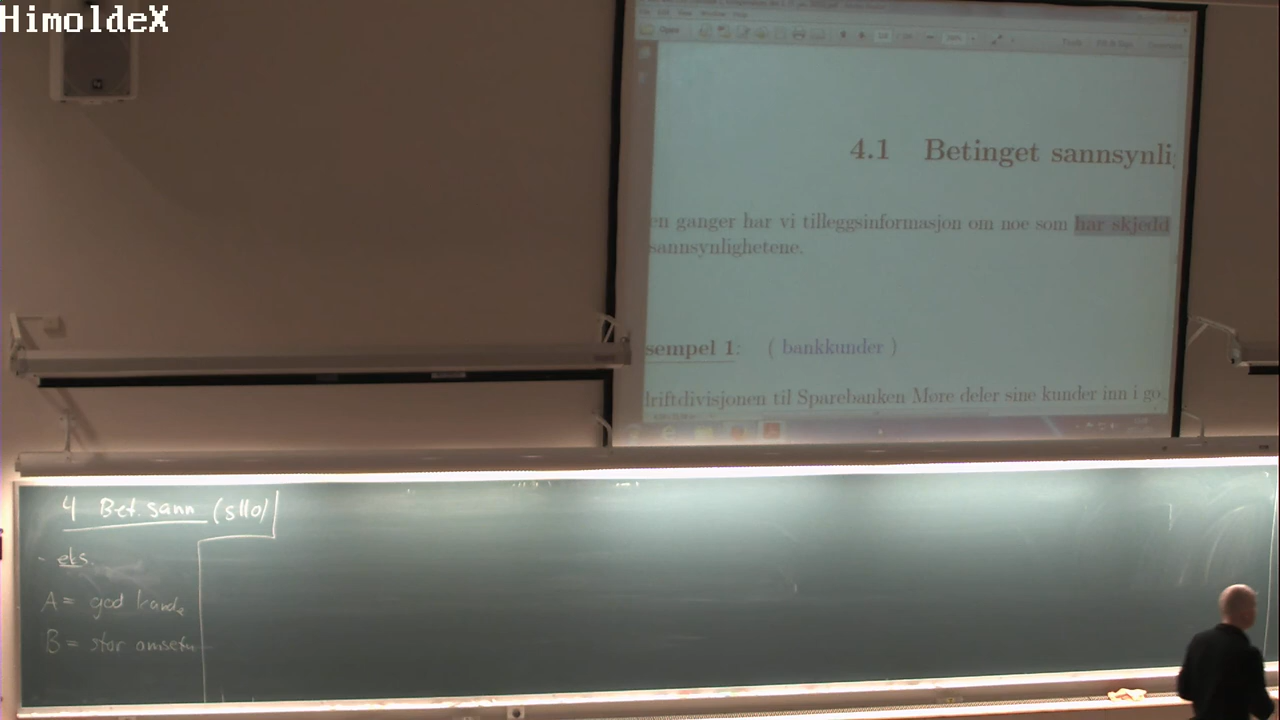 HimoldeX
Open
4.1 Betinget sannsynli
en ganger har vi tilleggsinformasjon om noe som har skjedd
sannsynlighetene.
sempel 1: ( bankkunder )
driftdivisjonen til Sparebanken Møre deler sine kunder inn i go
4 Bet. sann (s110)
- eks.
A = god kunde
B = stor omsetn